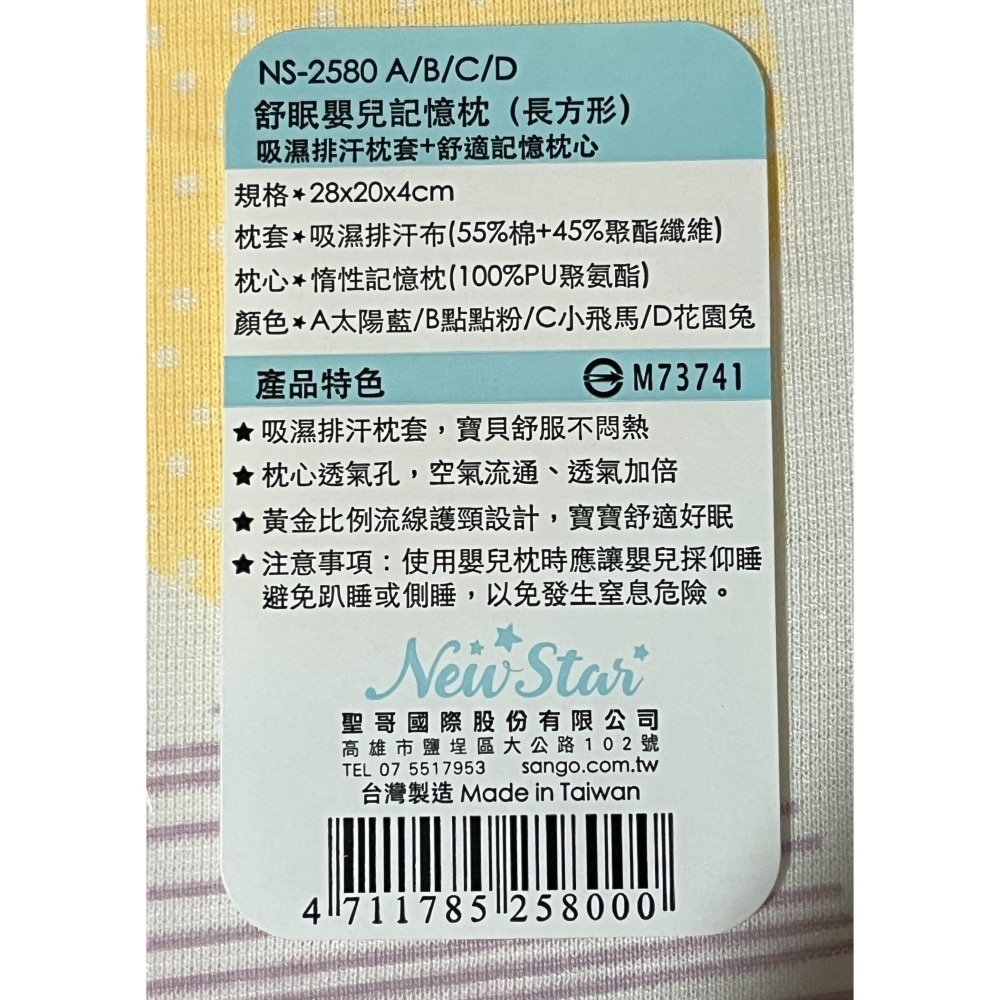 NS-2580 A/B/C/D
舒眠嬰兒記憶枕（長方形）
吸濕排汗枕套+舒適記憶枕心
規格★28x20x4cm
枕套★吸濕排汗布(55%棉+45%聚酯纖維)
枕心★惰性記憶枕(100%PU聚氨酯)
顏色★A太陽藍/B點點粉/C小飛馬/D花園兔
產品特色 M73741
★吸濕排汗枕套，寶貝舒服不悶熱
★枕心透氣孔，空氣流通、透氣加倍
★黃金比例流線護頸設計，寶寶舒適好眠
★注意事項：使用嬰兒枕時應讓嬰兒採仰睡
避免趴睡或側睡，以免發生窒息危險。
New Star
聖哥國際股份有限公司
高雄市鹽埕區大公路102號
TEL 07 5517953 sango.com.tw
台灣製造 Made in Taiwan
4 711785 258000